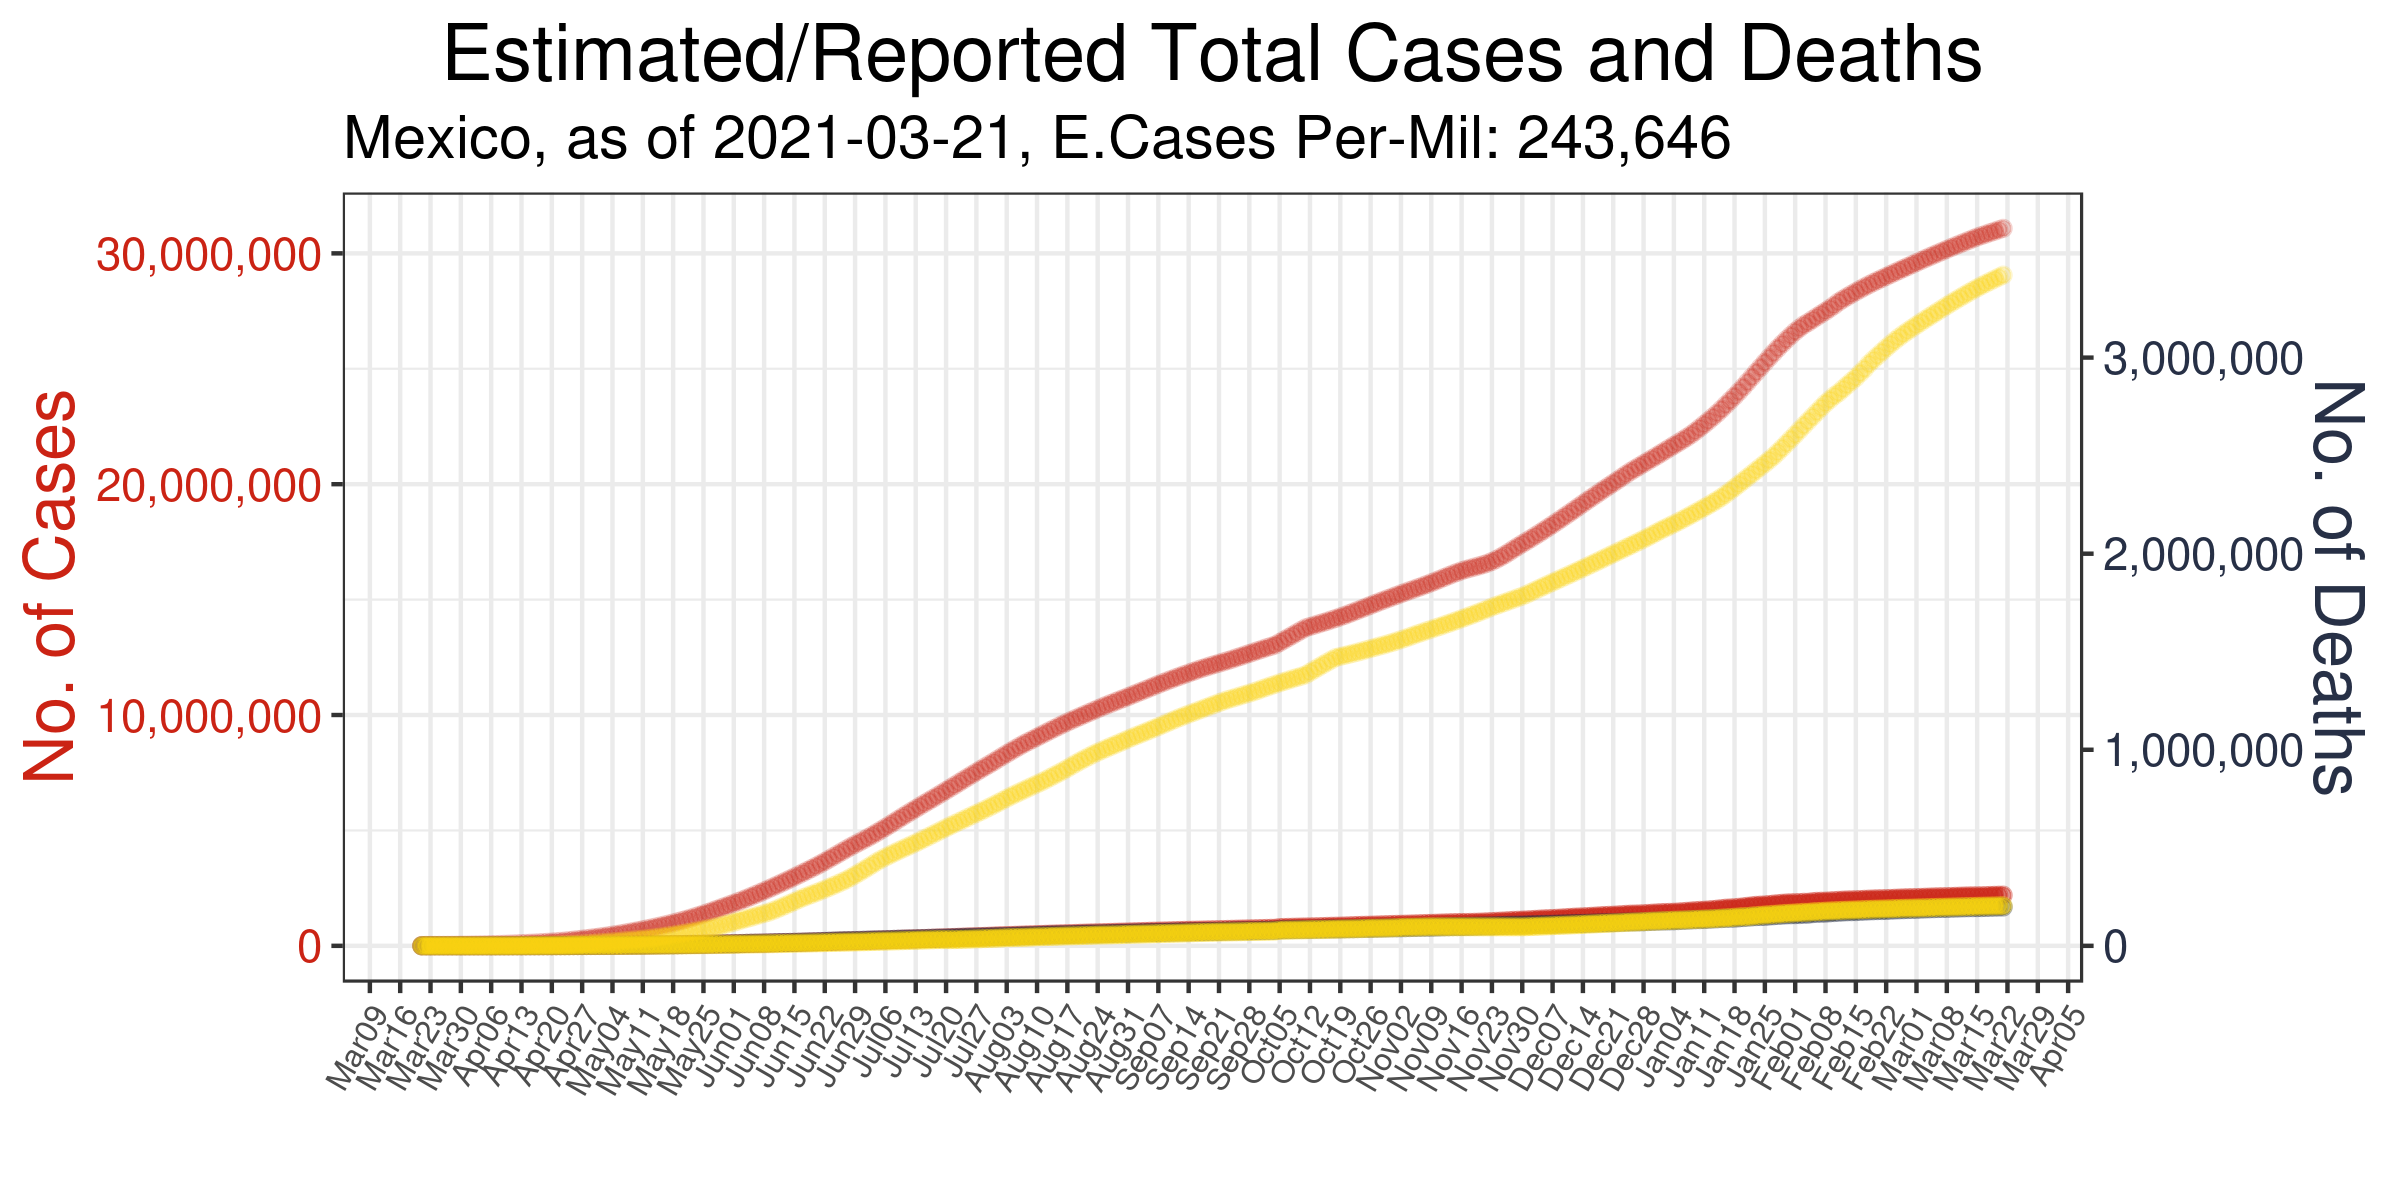 Estimated/Reported Total Cases and Deaths
Mexico, as of 2021-03-21, E.Cases Per-Mil: 243,646
No. of Cases
30,000,000
20,000,000
10,000,000
0
3,000,000
2,000,000
1,000,000
0
No. of Deaths
Mar09 Mar16 Mar23 Mar30 Apr06 Apr13 Apr20 Apr27 May04 May11 May18 May25 Jun01 Jun08 Jun15 Jun22 Jun29 Jul06 Jul13 Jul20 Jul27 Aug03 Aug10 Aug17 Aug24 Aug31 Sep07 Sep14 Sep21 Sep28 Oct05 Oct12 Oct19 Oct26 Nov02 Nov09 Nov16 Nov23 Nov30 Dec07 Dec14 Dec21 Dec28 Jan04 Jan11 Jan18 Jan25 Feb01 Feb08 Feb15 Feb22 Mar01 Mar08 Mar15 Mar22 Mar29 Apr05